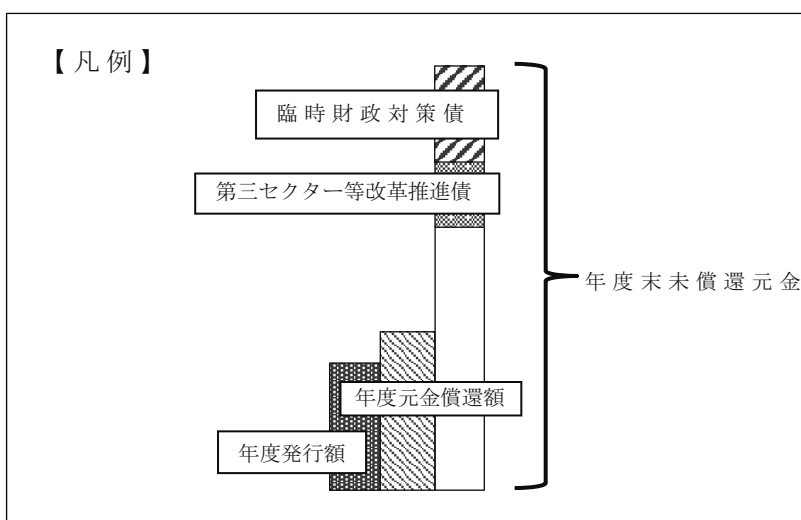 【凡例】
臨時財政対策債
第三セクター等改革推進債
年度末未償還元金
年度元金償還額
年度発行額